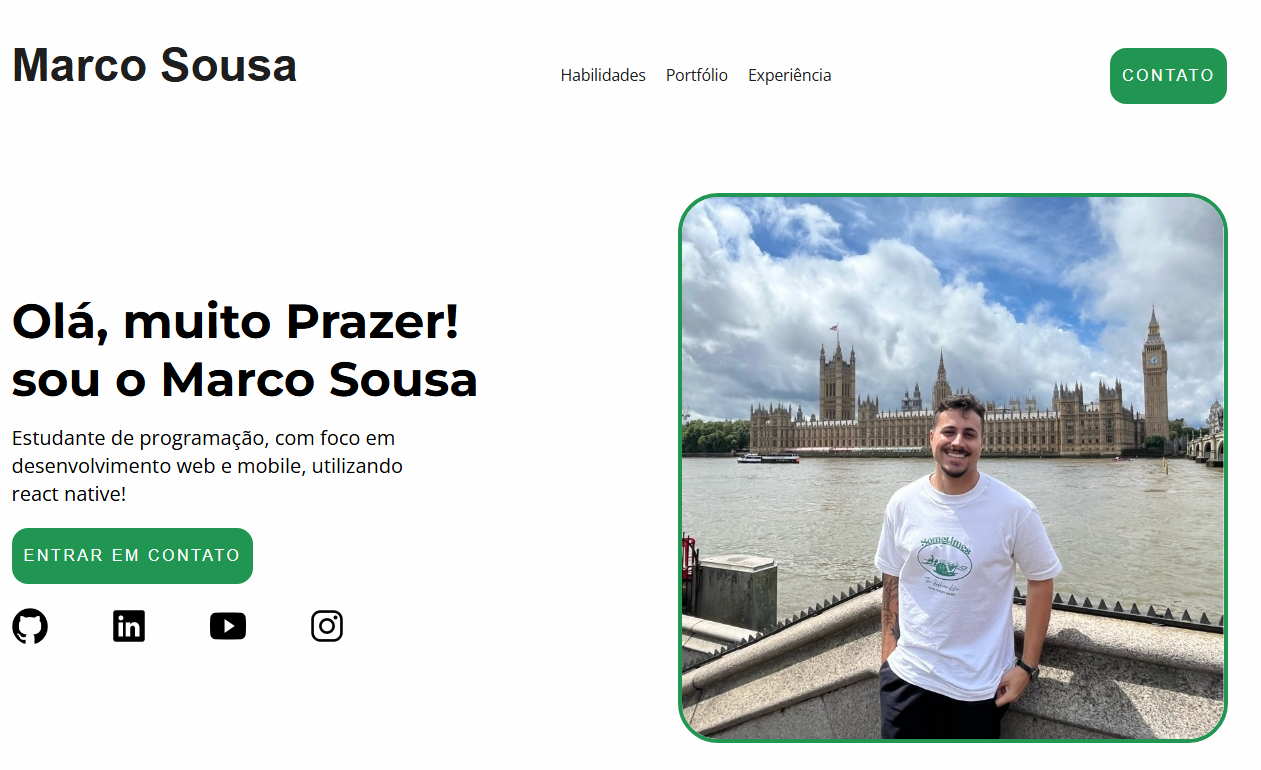 Marco Sousa
Habilidades Portfólio Experiência
CONTATO
Olá, muito Prazer!
sou o Marco Sousa
Estudante de programação, com foco em
desenvolvimento web e mobile, utilizando
react native!
ENTRAR EM CONTATO
in
Sometimes